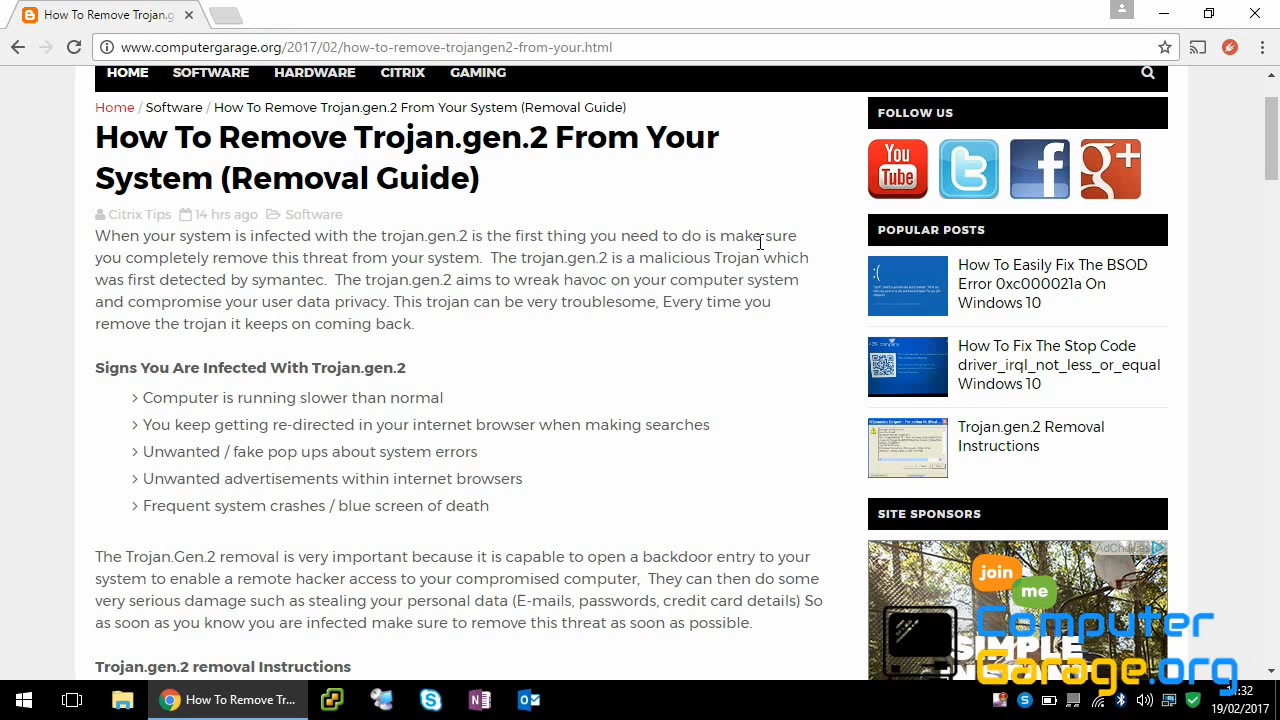 How To Remove Trojan.g
www.computergarage.org/2017/02/how-to-remove-trojangen2-from-your.html
HOME SOFTWARE HARDWARE CITRIX GAMING
Home / Software / How To Remove Trojan.gen.2 From Your System (Removal Guide)
How To Remove Trojan.gen.2 From Your
System (Removal Guide)
Citrix Tips 14 hrs ago Software
When your system is infected with the trojan.gen.2 is the first thing you need to do is make sure
you completely remove this threat from your system. The trojan.gen.2 is a malicious Trojan which
was first detected by symantec. The trojan.gen.2 aims to wreak havoc on your computer system
and compromise your user data privacy. This trojan can be very troublesome, Every time you
remove the trojan it keeps on coming back.
Signs You Are Infected With Trojan.gen.2
Computer is running slower than normal
You keep getting re-directed in your internet browser when making searches
Unwanted fake pop ups about system errors
Unwanted advertisements within internet browsers
Frequent system crashes / blue screen of death
The Trojan.Gen.2 removal is very important because it is capable to open a backdoor entry to your
system to enable a remote hacker access to your compromised computer, They can then do some
very serious damage such as stealing your personal data (E-mails, passwords, credit card details) So
as soon as you know you are infected make sure to remove this threat as soon as possible.
Trojan.gen.2 removal Instructions
FOLLOW US
You
Tube
g+
POPULAR POSTS
How To Easily Fix The BSOD
Error 0xc000021a On
Windows 10
How To Fix The Stop Code
driver_irql_not_less_or_equal
Windows 10
Trojan.gen.2 Removal
Instructions
SITE SPONSORS
AdChoices
join
me
SIMPLE
Computer
Garage.org
How To Remove Tr...
:32
19/02/2017